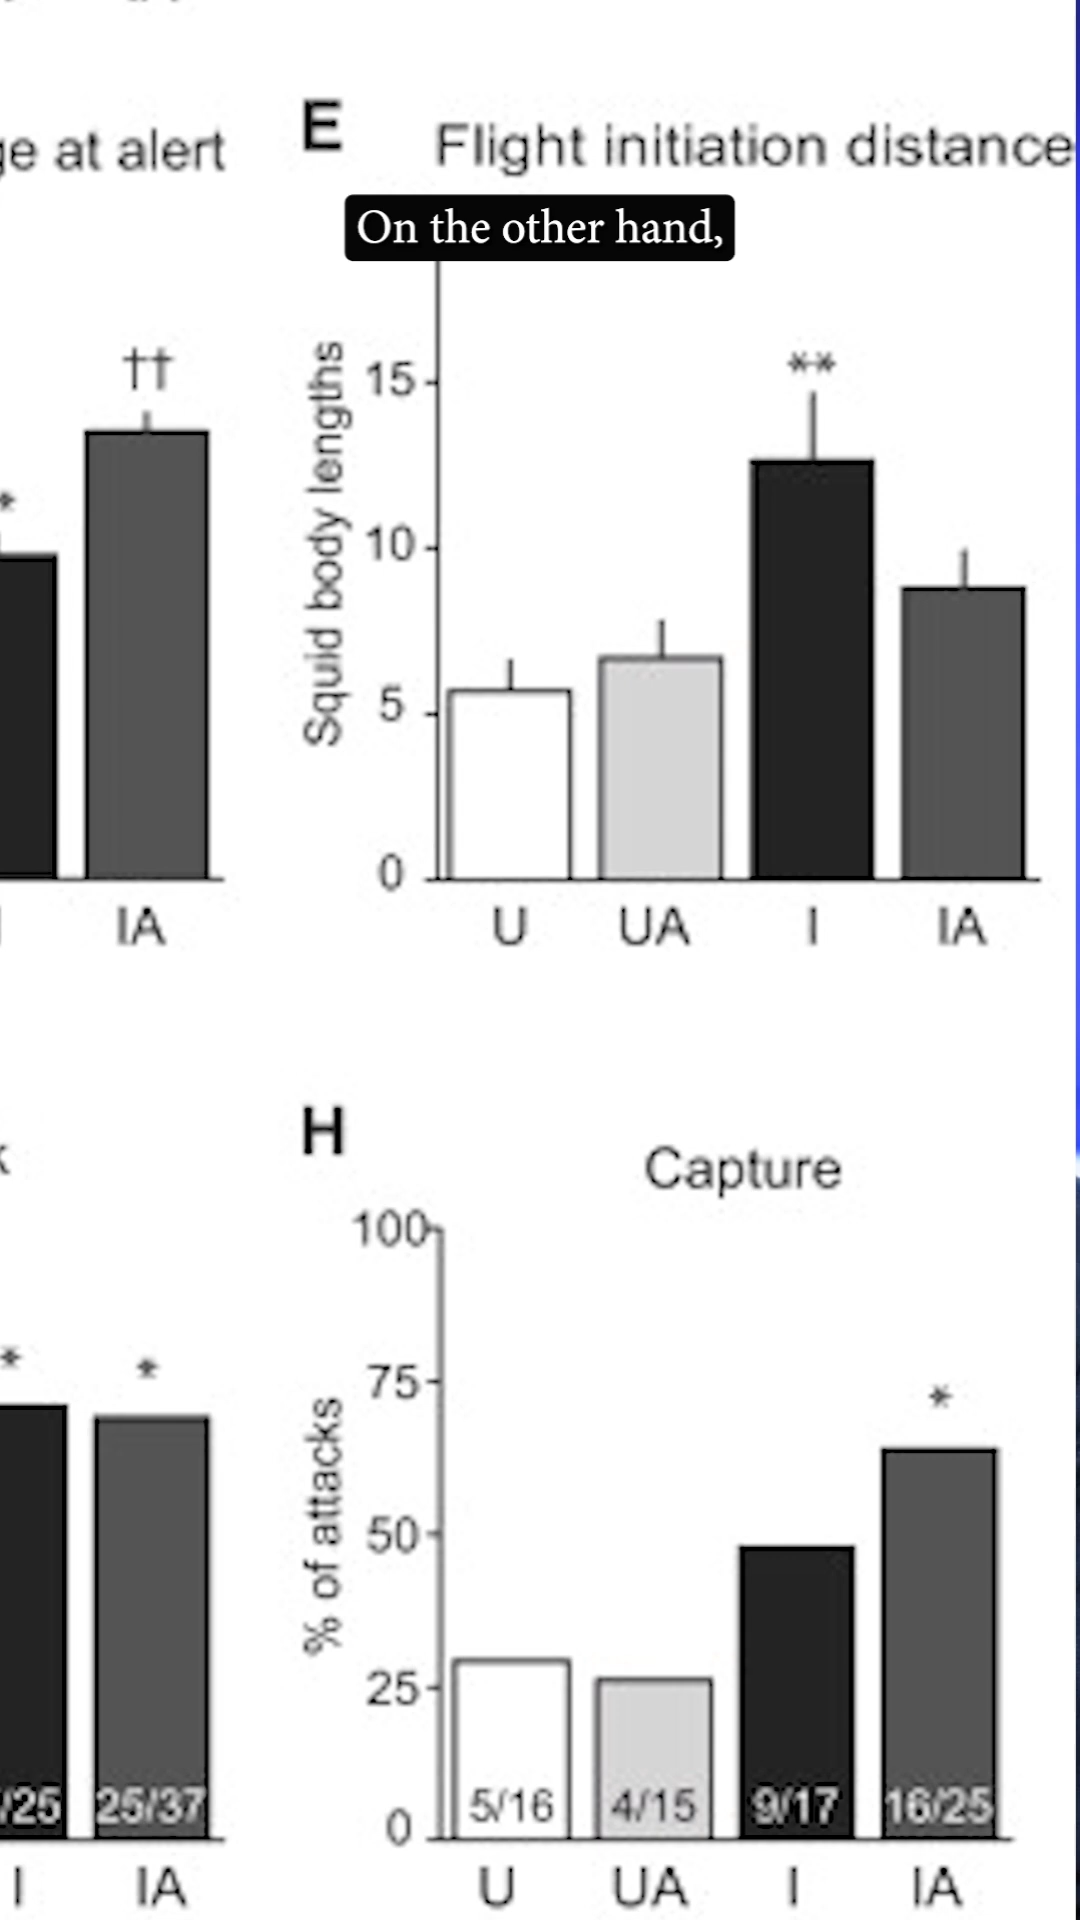 ge at alert
††
*
IA
E
Flight initiation distance
On the other hand,
Squid body lengths
15
10
5
0
**
U UA I IA
* *
/25 25/37
I IA
H
Capture
% of attacks
100
75
50
25
0
*
5/16 4/15 9/17 16/25
U UA I IA